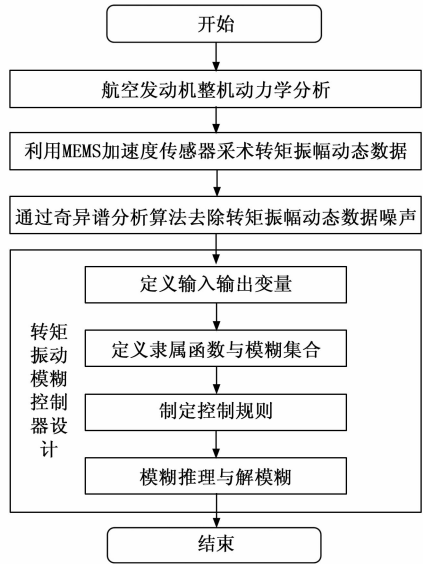 开始
航空发动机整机动力学分析
利用MEMS加速度传感器采术转矩振幅动态数据
通过奇异谱分析算法去除转矩振幅动态数据噪声
转矩
振动
模糊
控制
器设
计
定义输入输出变量
定义隶属函数与模糊集合
制定控制规则
模糊推理与解模糊
结束